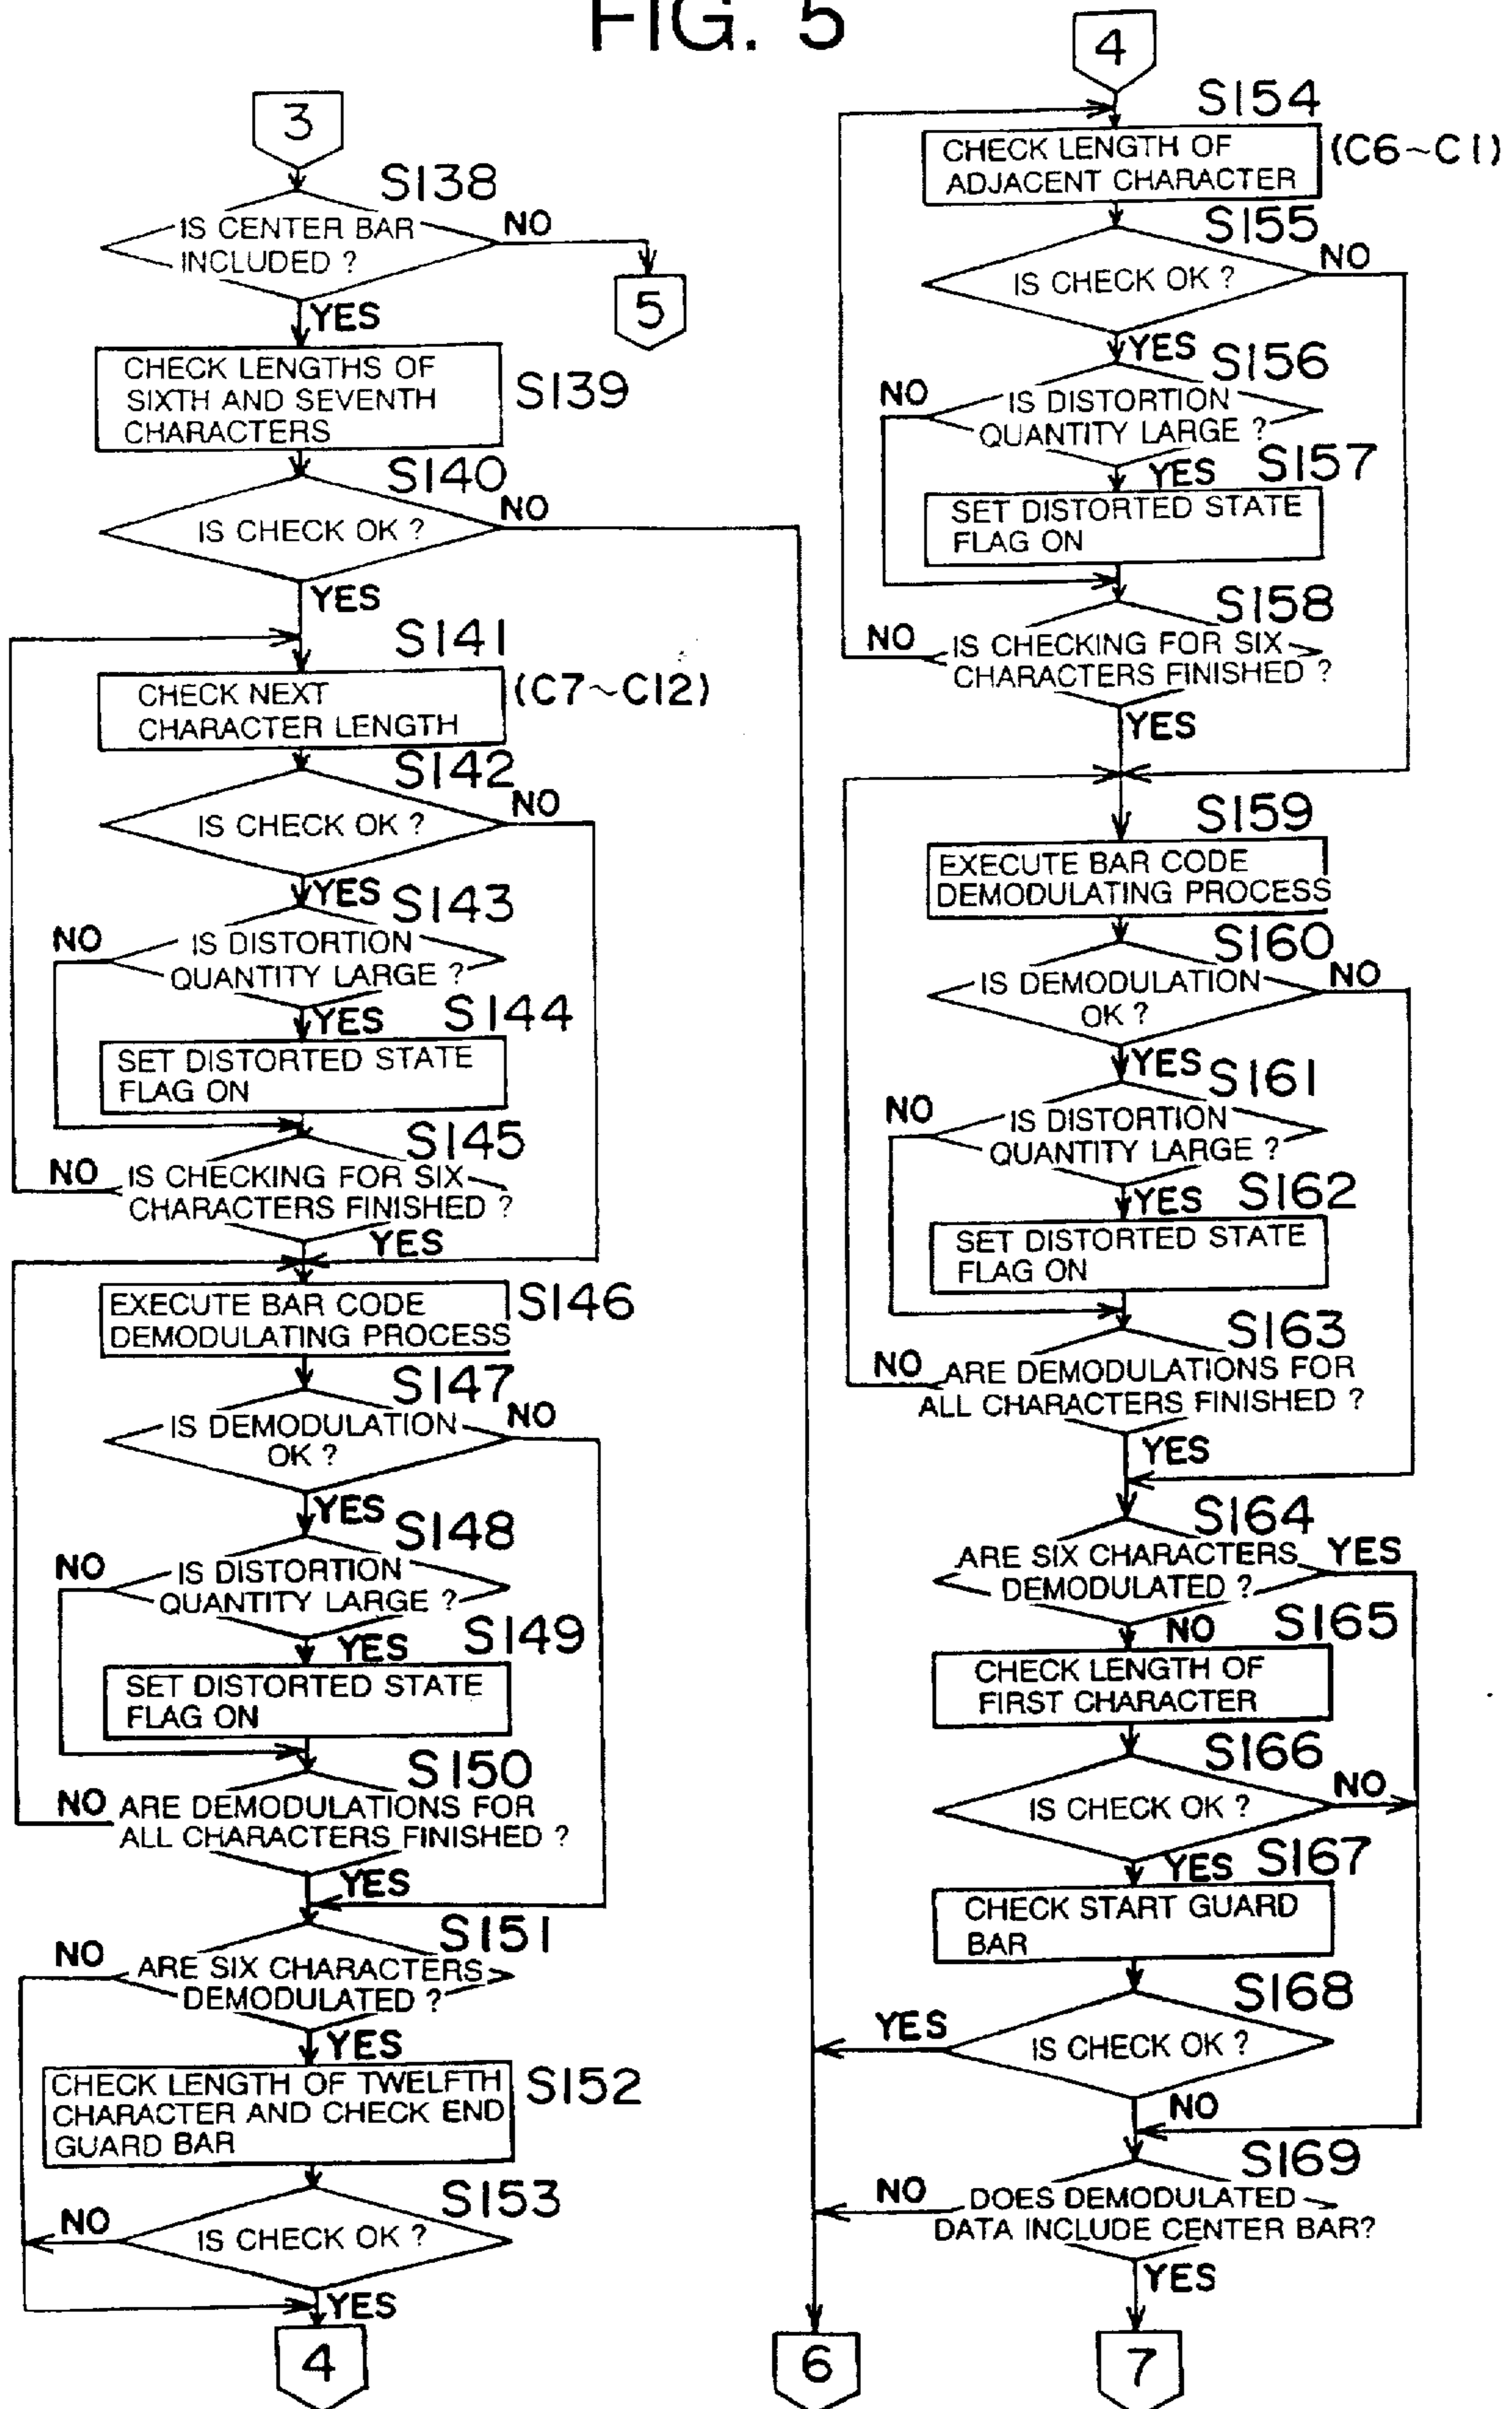 FIG. 5
3
S138
IS CENTER BAR
INCLUDED ?
NO
5
YES
CHECK LENGTHS OF
SIXTH AND SEVENTH
CHARACTERS
S139
S140
IS CHECK OK ?
NO
YES
S141
CHECK NEXT
CHARACTER LENGTH
(C7~C12)
S142
IS CHECK OK ?
NO
YES
S143
NO
IS DISTORTION
QUANTITY LARGE ?
YES
S144
SET DISTORTED STATE
FLAG ON
S145
NO
IS CHECKING FOR SIX
CHARACTERS FINISHED ?
YES
EXECUTE BAR CODE
DEMODULATING PROCESS
S146
S147
IS DEMODULATION
OK ?
NO
YES
S148
NO
IS DISTORTION
QUANTITY LARGE ?
YES
S149
SET DISTORTED STATE
FLAG ON
S150
NO
ARE DEMODULATIONS FOR
ALL CHARACTERS FINISHED ?
YES
S151
NO
ARE SIX CHARACTERS
DEMODULATED ?
YES
CHECK LENGTH OF TWELFTH
CHARACTER AND CHECK END
GUARD BAR
S152
S153
NO
IS CHECK OK ?
YES
4
4
S154
CHECK LENGTH OF
ADJACENT CHARACTER
(C6~C1)
S155
IS CHECK OK ?
NO
YES
S156
NO
IS DISTORTION
QUANTITY LARGE ?
YES
S157
SET DISTORTED STATE
FLAG ON
S158
NO
IS CHECKING FOR SIX
CHARACTERS FINISHED ?
YES
S159
EXECUTE BAR CODE
DEMODULATING PROCESS
S160
IS DEMODULATION
OK ?
NO
YES
S161
NO
IS DISTORTION
QUANTITY LARGE ?
YES
S162
SET DISTORTED STATE
FLAG ON
S163
NO
ARE DEMODULATIONS FOR
ALL CHARACTERS FINISHED ?
YES
S164
ARE SIX CHARACTERS
DEMODULATED ?
YES
NO
S165
CHECK LENGTH OF
FIRST CHARACTER
S166
IS CHECK OK ?
NO
YES
S167
CHECK START GUARD
BAR
S168
YES
IS CHECK OK ?
NO
S169
NO
DOES DEMODULATED
DATA INCLUDE CENTER BAR?
YES
6
7